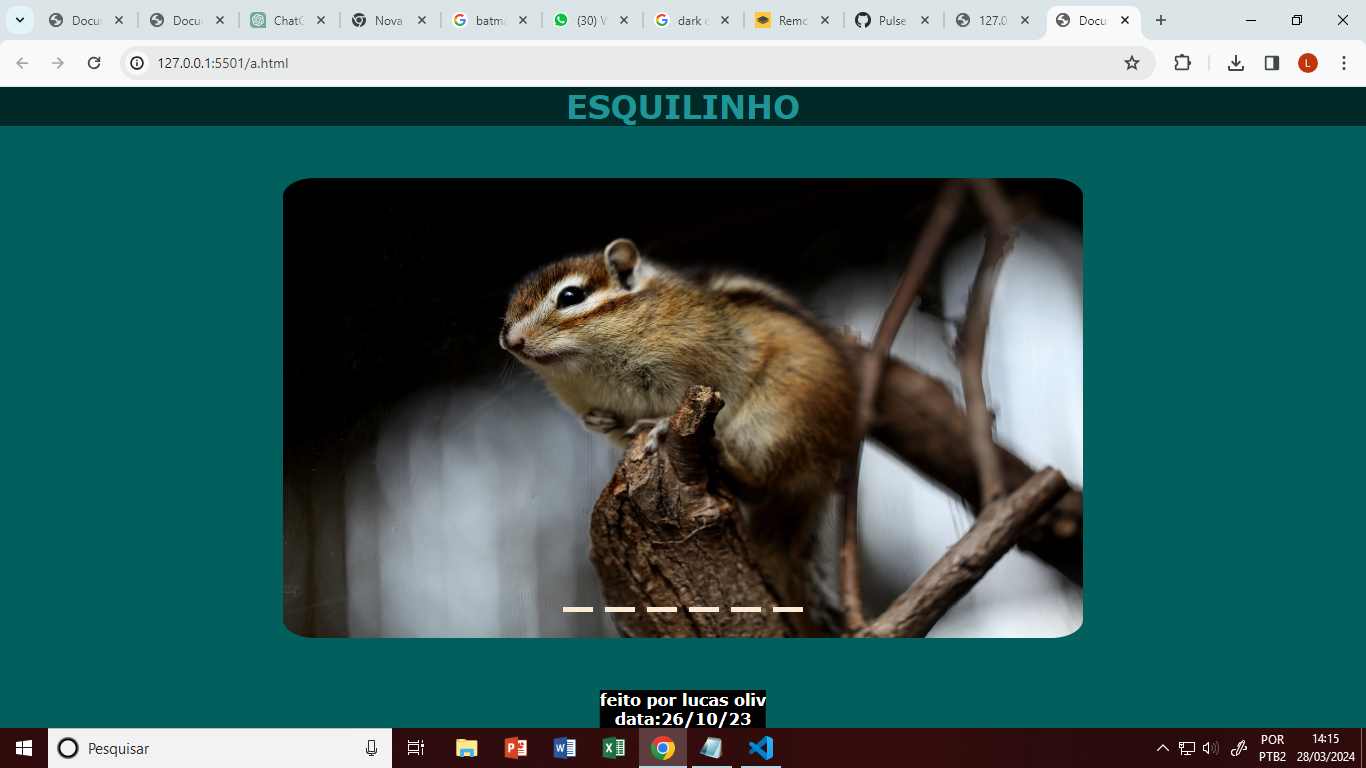 Docu
Docu
ChatG
Nova
batma
(30) W
dark c
Remo
Pulse
127.0
Docu
127.0.0.1:5501/a.html
L
ESQUILINHO
feito por lucas oliv
data:26/10/23
Pesquisar
POR
PTB2
14:15
28/03/2024